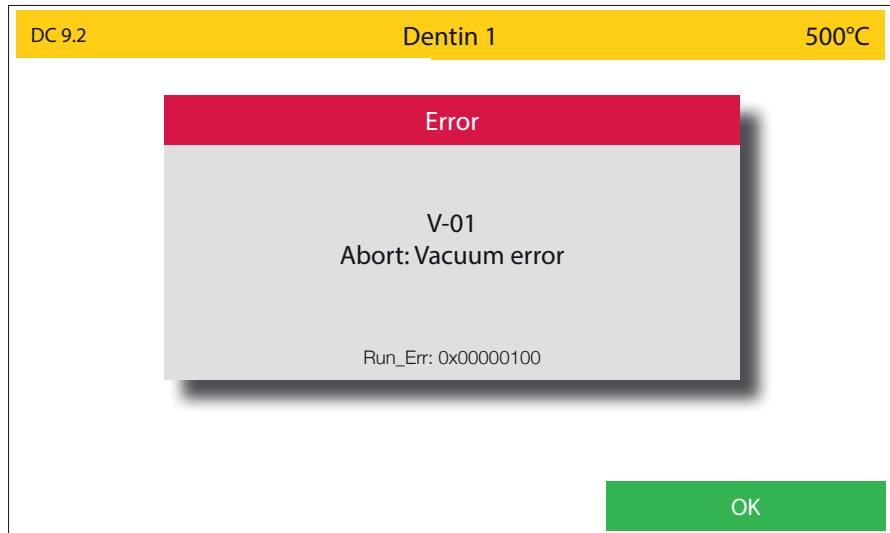 DC 9.2 Dentin 1 500°C
Error
V-01
Abort: Vacuum error
Run_Err: 0x00000100
OK